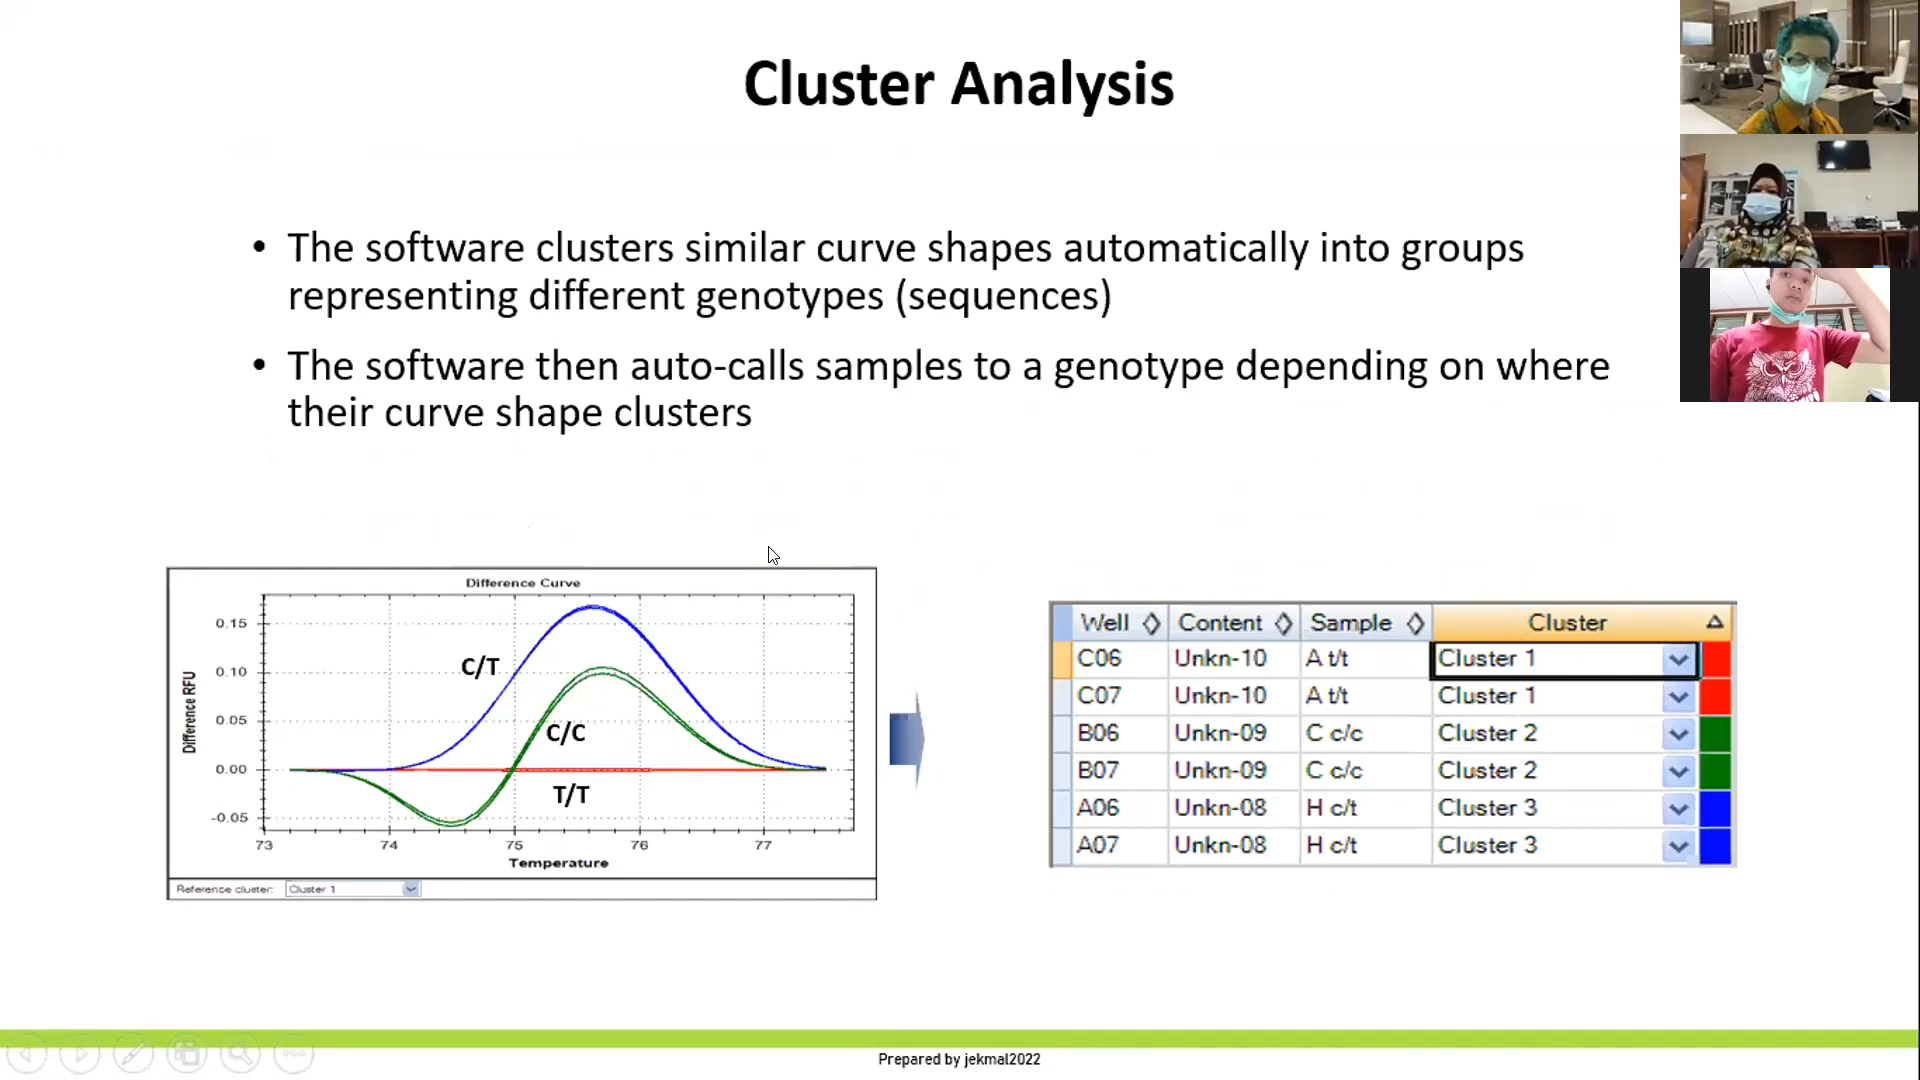 Cluster Analysis
• The software clusters similar curve shapes automatically into groups
representing different genotypes (sequences)
• The software then auto-calls samples to a genotype depending on where
their curve shape clusters
Difference Curve
Difference RFU
0.15
0.10
0.05
0.00
-0.05
C/T
C/C
T/T
73 74 75 76 77
Temperature
Reference cluster: Cluster 1
Well Content Sample Cluster
C06 Unkn-10 A t/t Cluster 1
C07 Unkn-10 A t/t Cluster 1
B06 Unkn-09 C c/c Cluster 2
B07 Unkn-09 C c/c Cluster 2
A06 Unkn-08 H c/t Cluster 3
A07 Unkn-08 H c/t Cluster 3
Prepared by jekmal2022